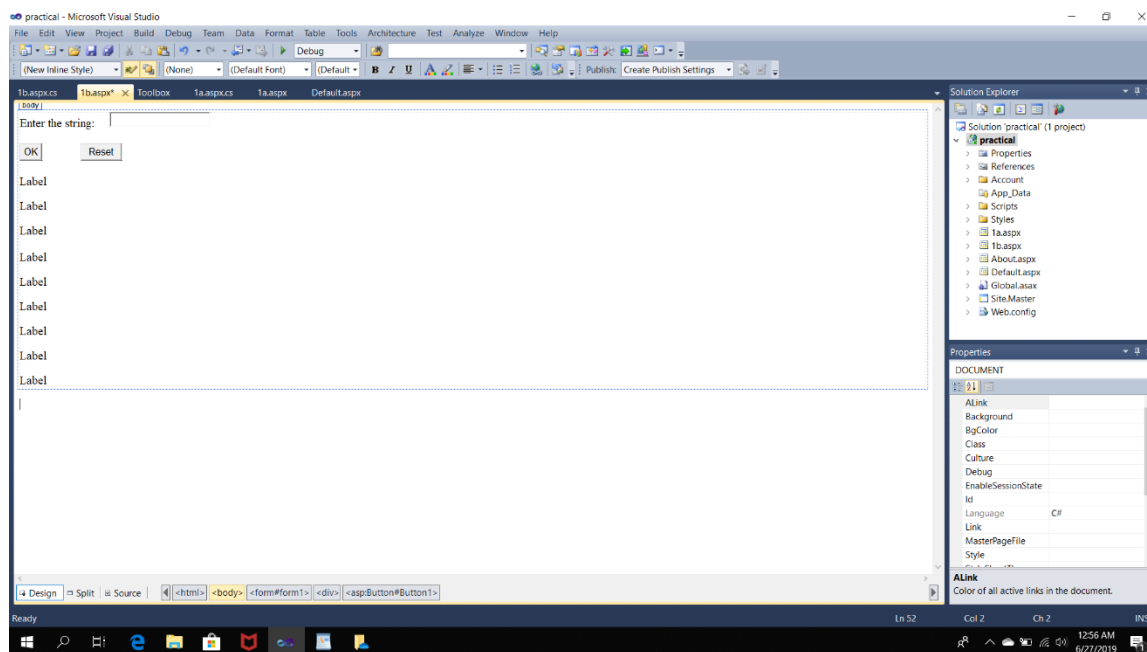 practical - Microsoft Visual Studio
File Edit View Project Build Debug Team Data Format Table Tools Architecture Test Analyze Window Help
Debug
(New Inline Style) (None) (Default Font) (Default B I U A Publish: Create Publish Settings
1b.aspx.cs 1b.aspx* Toolbox 1a.aspx.cs 1a.aspx Default.aspx
body
Enter the string:
OK Reset
Label
Label
Label
Label
Label
Label
Label
Label
Label
Design Split Source <html> <body> <form#form1> <div> <asp:Button#Button1>
Solution Explorer
Solution 'practical' (1 project)
practical
Properties
References
Account
App_Data
Scripts
Styles
1a.aspx
1b.aspx
About.aspx
Default.aspx
Global.asax
Site.Master
Web.config
Properties
DOCUMENT
ALink
Background
BgColor
Class
Culture
Debug
EnableSessionState
Id
Language C#
Link
MasterPageFile
Style
ALink
Color of all active links in the document.
Ready Ln 52 Col 2 Ch 2 INS
12:56 AM
6/27/2019